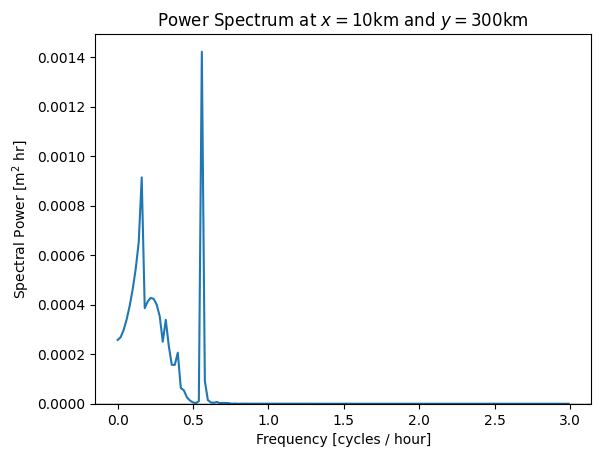 Power Spectrum at x = 10km and y = 300km
0.0014
0.0012
0.0010
0.0008
0.0006
0.0004
0.0002
0.0000
Spectral Power [m² hr]
0.0 0.5 1.0 1.5 2.0 2.5 3.0
Frequency [cycles / hour]